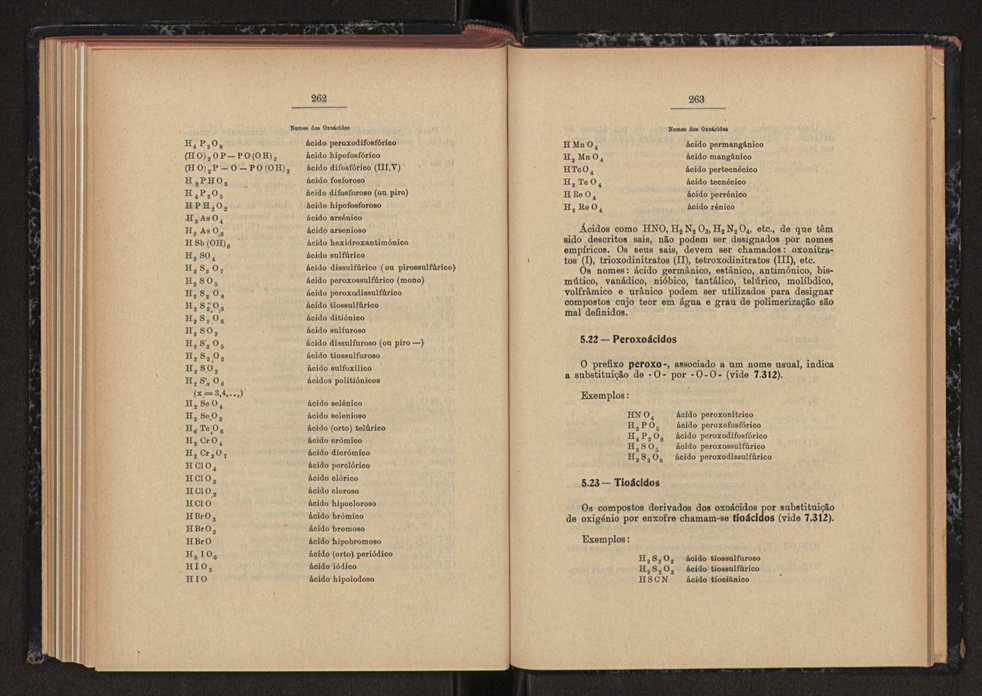 262
Nomes dos Oxoácidos
H4 P2 O8 ácido peroxodifosfórico
(HO)2 OP — PO(OH)2 ácido hipofosfórico
(HO)2 P — O — PO(OH)2 ácido difosfórico (III,V)
H2 PHO3 ácido fosforoso
H4 P2 O5 ácido difosforoso (ou piro)
H P H2 O2 ácido hipofosforoso
H3 As O4 ácido arsénico
H3 As O3 ácido arsenioso
H Sb (OH)6 ácido hexidroxantimónico
H2 SO4 ácido sulfúrico
H2 S2 O7 ácido dissulfúrico (ou pirossulfúrico)
H2 S O5 ácido peroxossulfúrico (mono)
H2 S2 O8 ácido peroxodissulfúrico
H2 S2 O3 ácido tiossulfúrico
H2 S2 O6 ácido ditiónico
H2 S O3 ácido sulfuroso
H2 S2 O5 ácido dissulfuroso (ou piro —)
H2 S2 O2 ácido tiossulfuroso
H2 S O2 ácido sulfoxílico
H2 Sx O6 ácidos politiónicos
(x = 3,4,...,)
H2 Se O4 ácido selénico
H2 Se O3 ácido selenioso
H6 Te O6 ácido (orto) telúrico
H2 Cr O4 ácido crómico
H2 Cr2 O7 ácido dicrómico
H Cl O4 ácido perclórico
H Cl O3 ácido clórico
H Cl O2 ácido cloroso
H Cl O ácido hipocloroso
H Br O3 ácido brómico
H Br O2 ácido bromoso
H Br O ácido hipobromoso
H5 I O6 ácido (orto) periódico
H I O3 ácido iódico
H I O ácido hipoiodoso
263
Nomes dos Oxoácidos
H Mn O4 ácido permangânico
H2 Mn O4 ácido mangânico
H Tc O4 ácido pertecnécico
H2 Te O4 ácido tecnécico
H Re O4 ácido perrénico
H2 Re O4 ácido rénico
Ácidos como HNO, H2 N2 O3, H2 N2 O4, etc., de que têm
sido descritos sais, não podem ser designados por nomes
empíricos. Os seus sais, devem ser chamados: oxonitra-
tos (I), trioxodinitratos (II), tetroxodinitratos (III), etc.
Os nomes: ácido germânico, estânico, antimónico, bis-
mútico, vanádico, nióbico, tantálico, telúrico, molíbdico,
volfrâmico e urânico podem ser utilizados para designar
compostos cujo teor em água e grau de polimerização são
mal definidos.
5.22 — Peroxoácidos
O prefixo peroxo-, associado a um nome usual, indica
a substituição de - O - por - O - O - (vide 7.312).
Exemplos:
HN O4 ácido peroxonítrico
H3 P O5 ácido peroxofosfórico
H4 P2 O8 ácido peroxodifosfórico
H2 S O5 ácido peroxossulfúrico
H2 S2 O8 ácido peroxodissulfúrico
5.23 — Tioácidos
Os compostos derivados dos oxoácidos por substituição
de oxigénio por enxofre chamam-se tioácidos (vide 7.312).
Exemplos:
H2 S2 O2 ácido tiossulfuroso
H2 S2 O3 ácido tiossulfúrico
H S C N ácido tiociânico